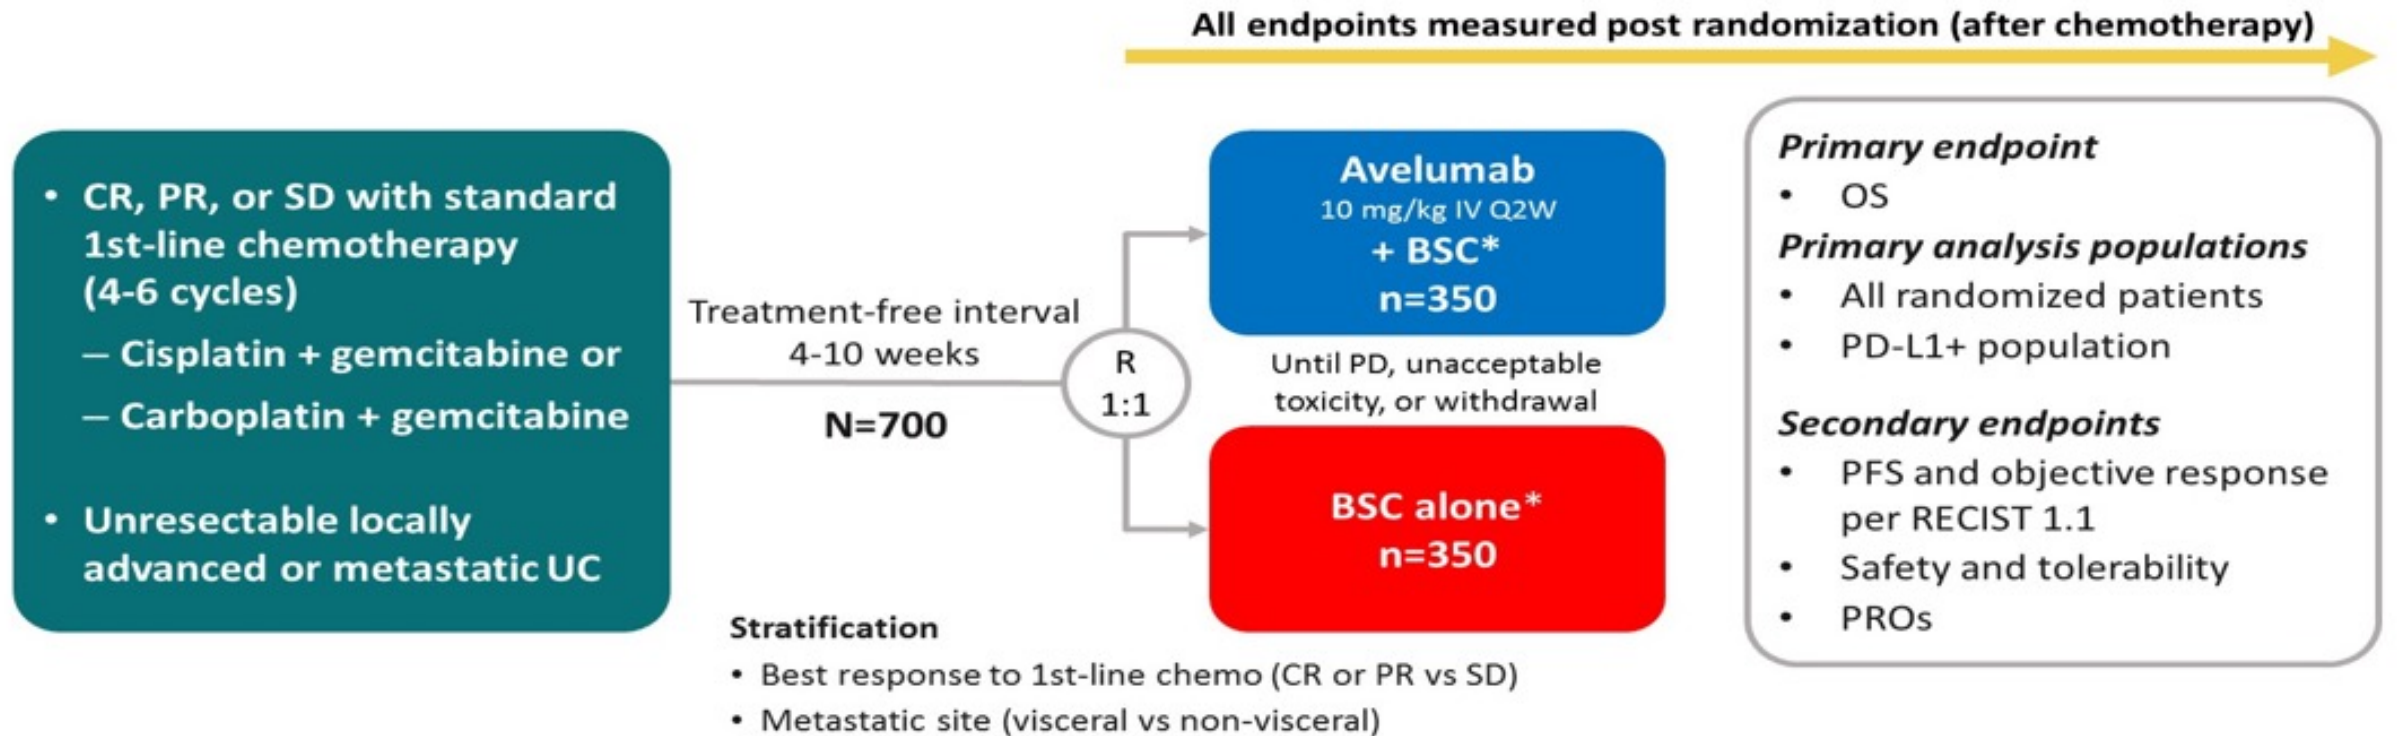 All endpoints measured post randomization (after chemotherapy)
• CR, PR, or SD with standard
1st-line chemotherapy
(4-6 cycles)
– Cisplatin + gemcitabine or
– Carboplatin + gemcitabine
• Unresectable locally
advanced or metastatic UC
Treatment-free interval
4-10 weeks
N=700
R
1:1
Stratification
• Best response to 1st-line chemo (CR or PR vs SD)
• Metastatic site (visceral vs non-visceral)
Avelumab
10 mg/kg IV Q2W
+ BSC*
n=350
Until PD, unacceptable
toxicity, or withdrawal
BSC alone*
n=350
Primary endpoint
• OS
Primary analysis populations
• All randomized patients
• PD-L1+ population
Secondary endpoints
• PFS and objective response
per RECIST 1.1
• Safety and tolerability
• PROs